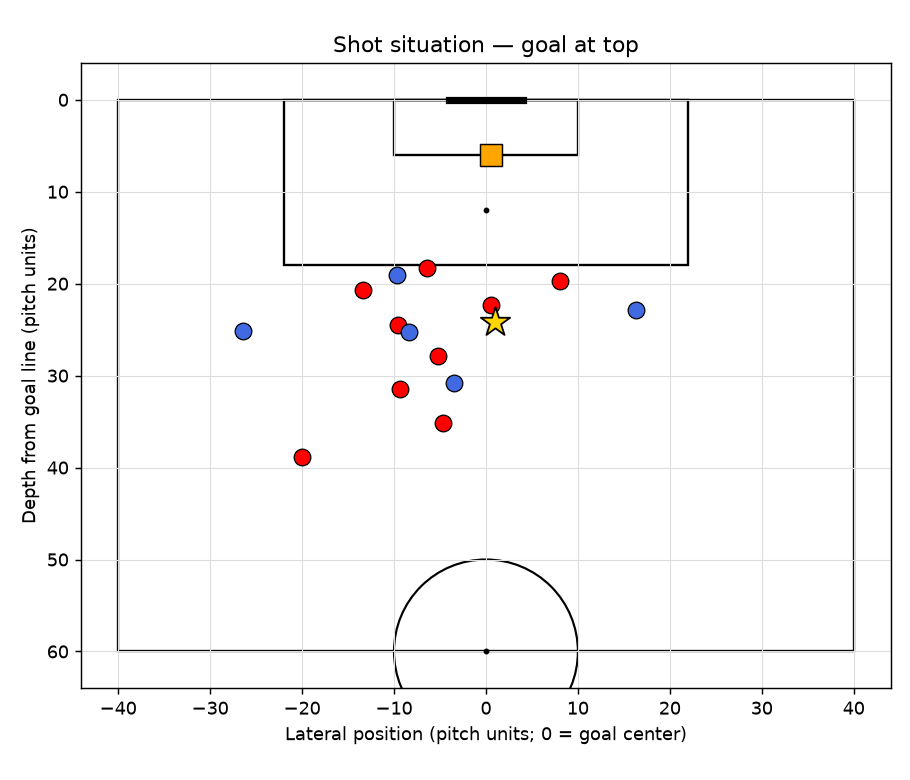 Shot situation — goal at top
0
10
20
30
40
50
60
Depth from goal line (pitch units)
−40 −30 −20 −10 0 10 20 30 40
Lateral position (pitch units; 0 = goal center)